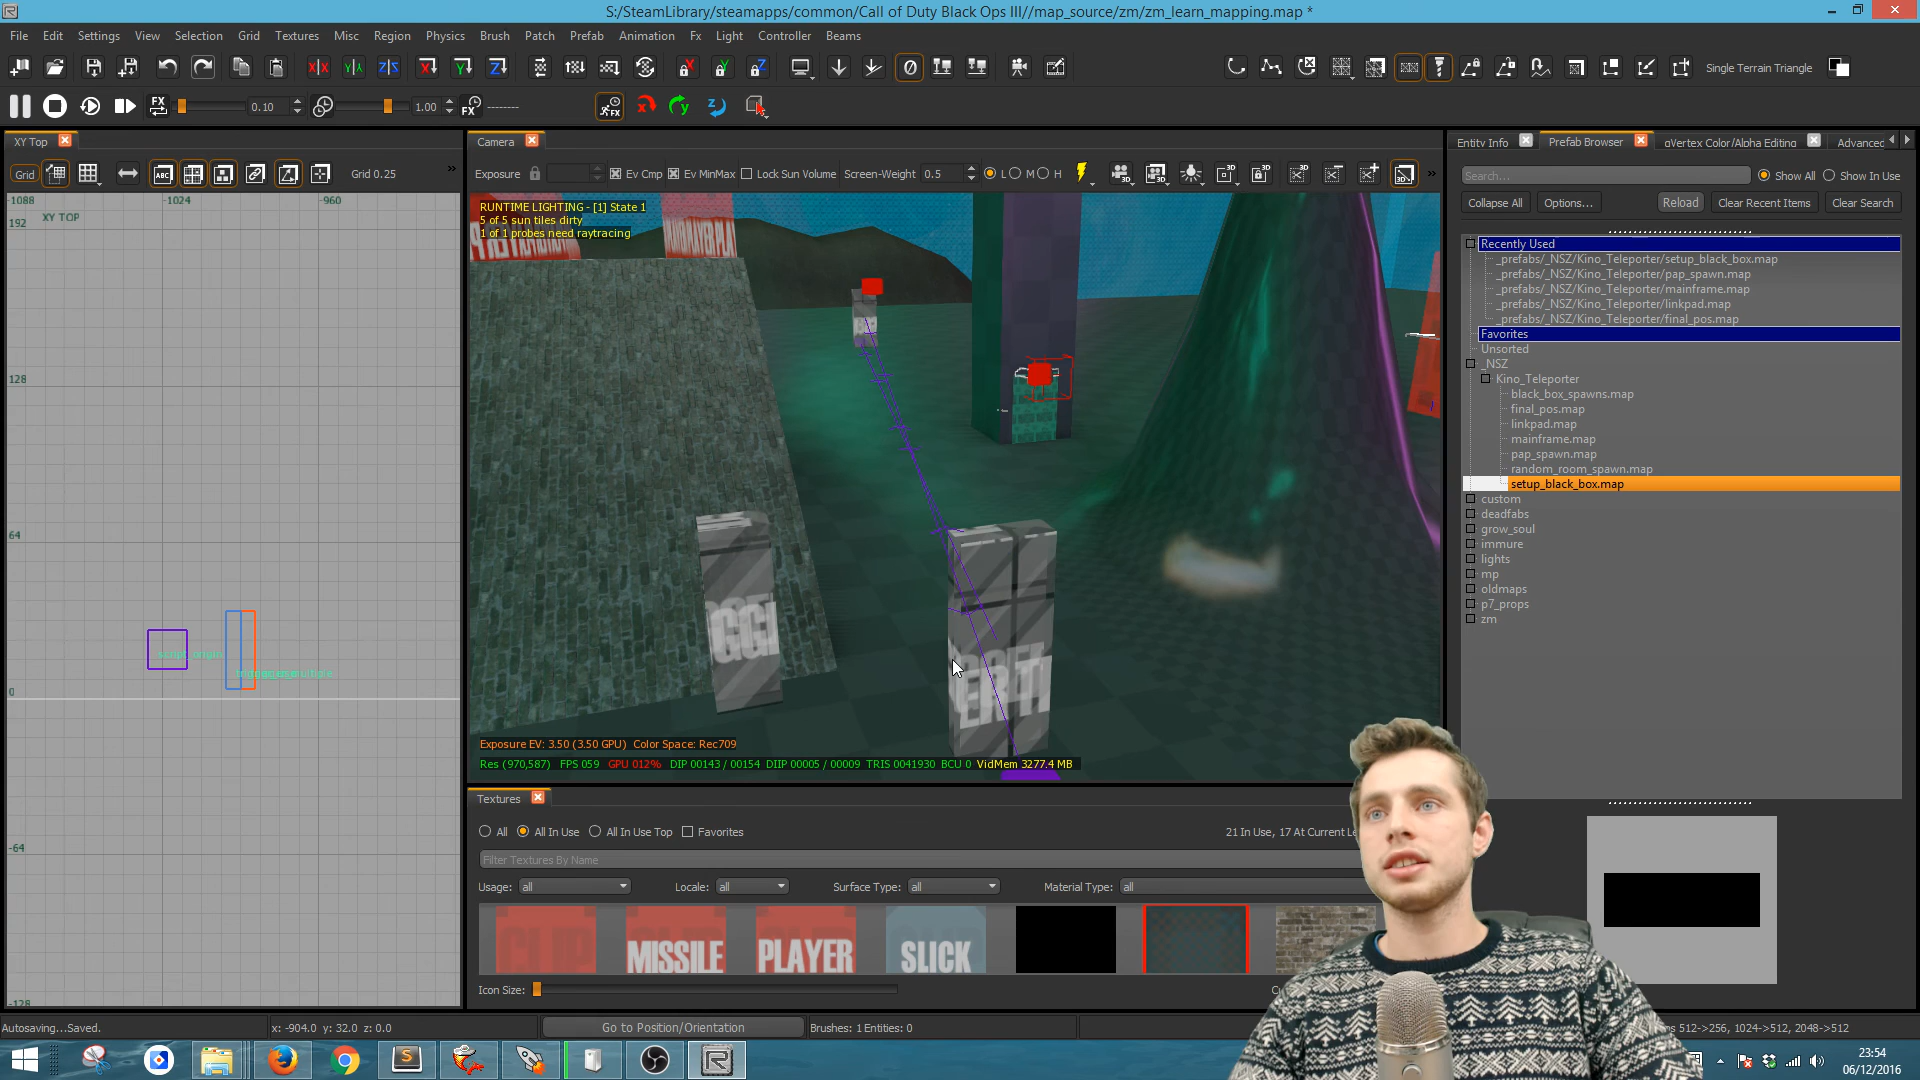 S:/SteamLibrary/steamapps/common/Call of Duty Black Ops III//map_source/zm/zm_learn_mapping.map *
File Edit Settings View Selection Grid Textures Misc Region Physics Brush Patch Prefab Animation Fx Light Controller Beams
Single Terrain Triangle
FX 0.10 1.00 FX --------
XY Top
Camera
Entity Info Prefab Browser gVertex Color/Alpha Editing Advanced
Grid ABC Grid 0.25
Exposure Ev Cmp Ev MinMax Lock Sun Volume Screen-Weight 0.5 L M H
Search... Show All Show In Use
Collapse All Options... Reload Clear Recent Items Clear Search
-1088 -1024 -960
XY TOP
192
128
64
0
-64
-128
RUNTIME LIGHTING - [1] State 1
5 of 5 sun tiles dirty
1 of 1 probes need raytracing
Exposure EV: 3.50 (3.50 GPU) Color Space: Rec709
Res (970,587) FPS 059 GPU 012% DIP 00143 / 00154 DIIP 00005 / 00009 TRIS 0041930 BCU 0 VidMem 3277.4 MB
Recently Used
_prefabs/_NSZ/Kino_Teleporter/setup_black_box.map
_prefabs/_NSZ/Kino_Teleporter/pap_spawn.map
_prefabs/_NSZ/Kino_Teleporter/mainframe.map
_prefabs/_NSZ/Kino_Teleporter/linkpad.map
_prefabs/_NSZ/Kino_Teleporter/final_pos.map
Favorites
Unsorted
_NSZ
Kino_Teleporter
black_box_spawns.map
final_pos.map
linkpad.map
mainframe.map
pap_spawn.map
random_room_spawn.map
setup_black_box.map
custom
deadfabs
grow_soul
immure
lights
mp
oldmaps
p7_props
zm
Textures
All All In Use All In Use Top Favorites 21 In Use, 17 At Current
Filter Textures By Name
Usage: all Locale: all Surface Type: all Material Type: all
CLIP MISSILE PLAYER SLICK
Icon Size:
Autosaving...Saved. x: -904.0 y: 32.0 z: 0.0 Go to Position/Orientation Brushes: 1 Entities: 0 512->256, 1024->512, 2048->512
23:54
06/12/2016